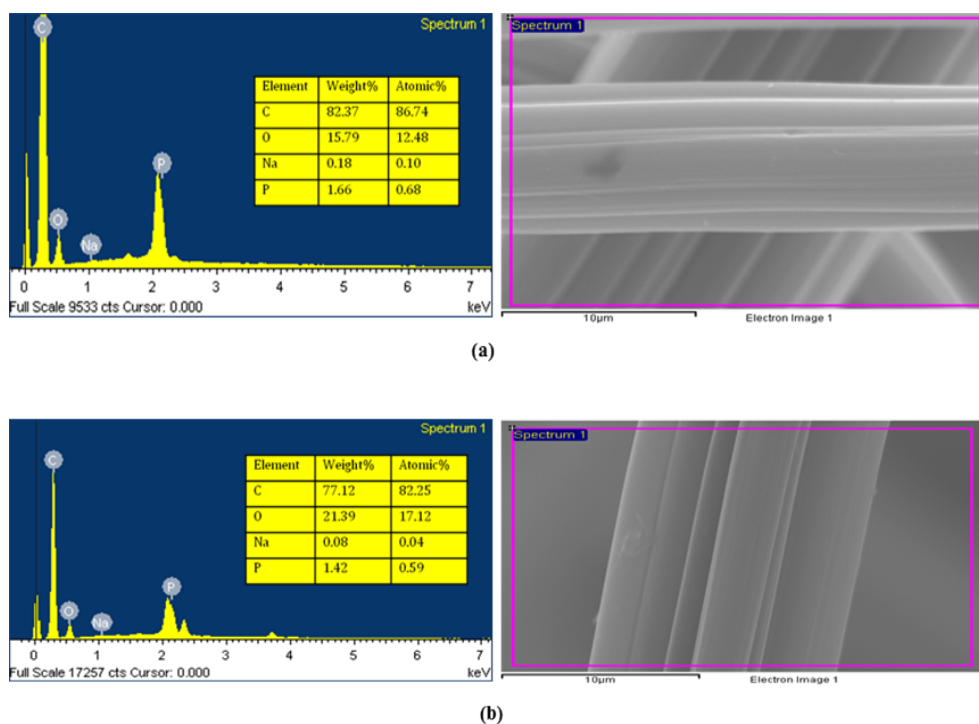 Spectrum 1
C
O
Na
P
Element Weight% Atomic%
C 82.37 86.74
O 15.79 12.48
Na 0.18 0.10
P 1.66 0.68
0 1 2 3 4 5 6 7
Full Scale 9533 cts Cursor: 0.000 keV
Spectrum 1
10µm Electron Image 1
(a)
Spectrum 1
C
O
Na
P
Element Weight% Atomic%
C 77.12 82.25
O 21.39 17.12
Na 0.08 0.04
P 1.42 0.59
0 1 2 3 4 5 6 7
Full Scale 17257 cts Cursor: 0.000 keV
Spectrum 1
10µm Electron Image 1
(b)